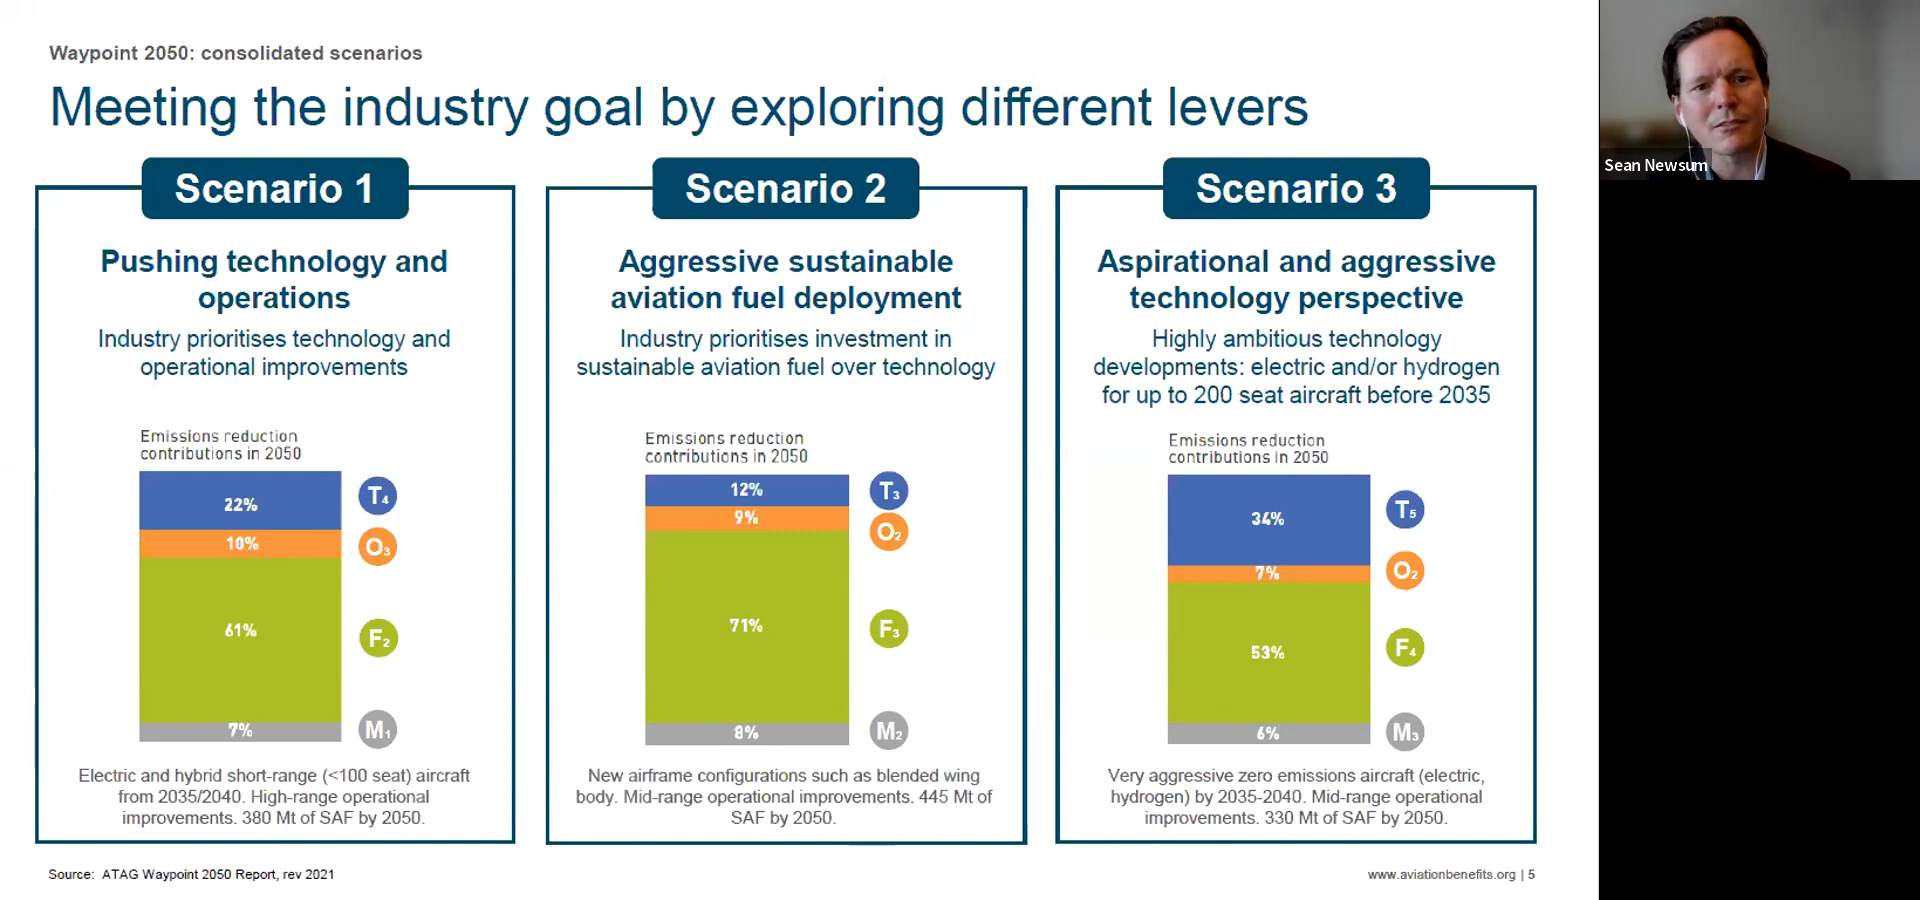 Waypoint 2050: consolidated scenarios
Meeting the industry goal by exploring different levers
Sean Newsum
Scenario 1
Pushing technology and
operations
Industry prioritises technology and
operational improvements
Emissions reduction
contributions in 2050
22%
T4
10%
O3
61%
F2
7%
M1
Electric and hybrid short-range (<100 seat) aircraft
from 2035/2040. High-range operational
improvements. 380 Mt of SAF by 2050.
Scenario 2
Aggressive sustainable
aviation fuel deployment
Industry prioritises investment in
sustainable aviation fuel over technology
Emissions reduction
contributions in 2050
12%
T3
9%
O2
71%
F3
8%
M2
New airframe configurations such as blended wing
body. Mid-range operational improvements. 445 Mt of
SAF by 2050.
Scenario 3
Aspirational and aggressive
technology perspective
Highly ambitious technology
developments: electric and/or hydrogen
for up to 200 seat aircraft before 2035
Emissions reduction
contributions in 2050
34%
T5
7%
O2
53%
F4
6%
M3
Very aggressive zero emissions aircraft (electric,
hydrogen) by 2035-2040. Mid-range operational
improvements. 330 Mt of SAF by 2050.
Source: ATAG Waypoint 2050 Report, rev 2021
www.aviationbenefits.org | 5